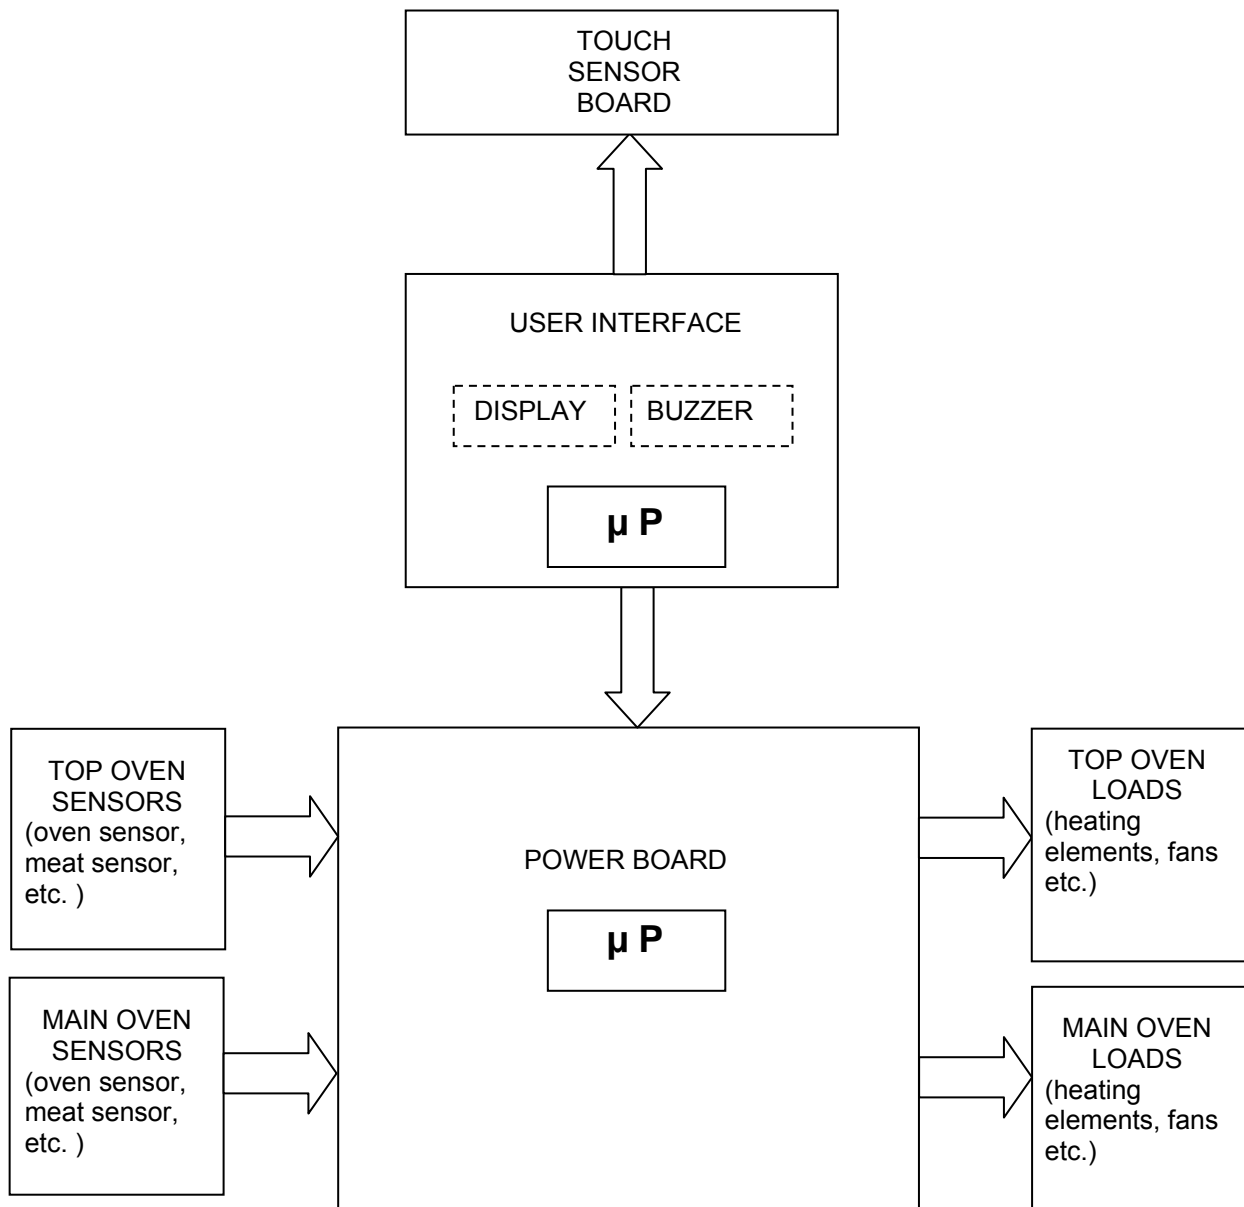 TOUCH
SENSOR
BOARD
USER INTERFACE
DISPLAY
BUZZER
µ P
TOP OVEN
SENSORS
(oven sensor,
meat sensor,
etc. )
POWER BOARD
µ P
TOP OVEN
LOADS
(heating
elements, fans
etc.)
MAIN OVEN
SENSORS
(oven sensor,
meat sensor,
etc. )
MAIN OVEN
LOADS
(heating
elements, fans
etc.)